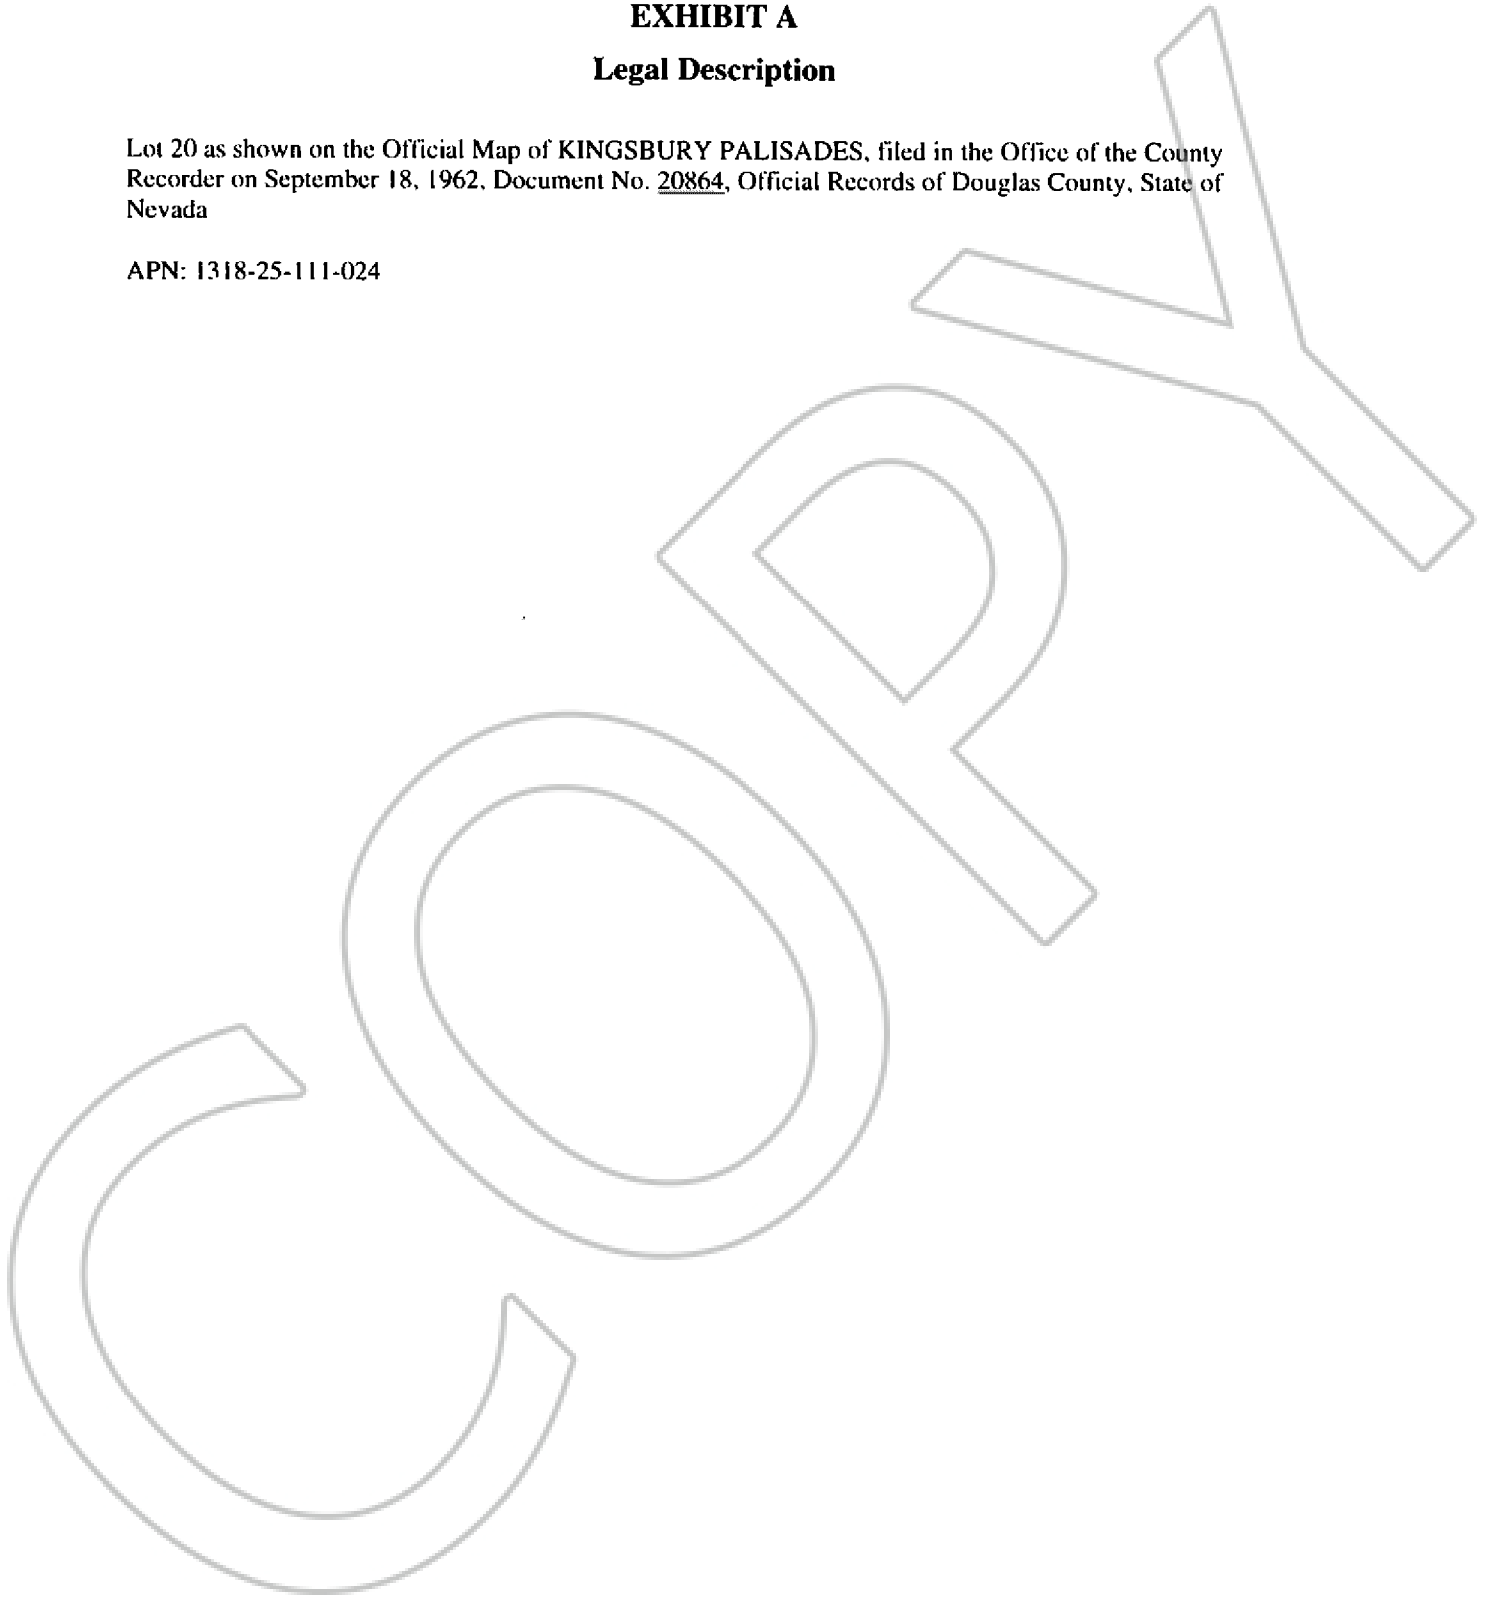 EXHIBIT A
Legal Description
Lot 20 as shown on the Official Map of KINGSBURY PALISADES, filed in the Office of the County
Recorder on September 18, 1962, Document No. 20864, Official Records of Douglas County, State of
Nevada
APN: 1318-25-111-024
COPY